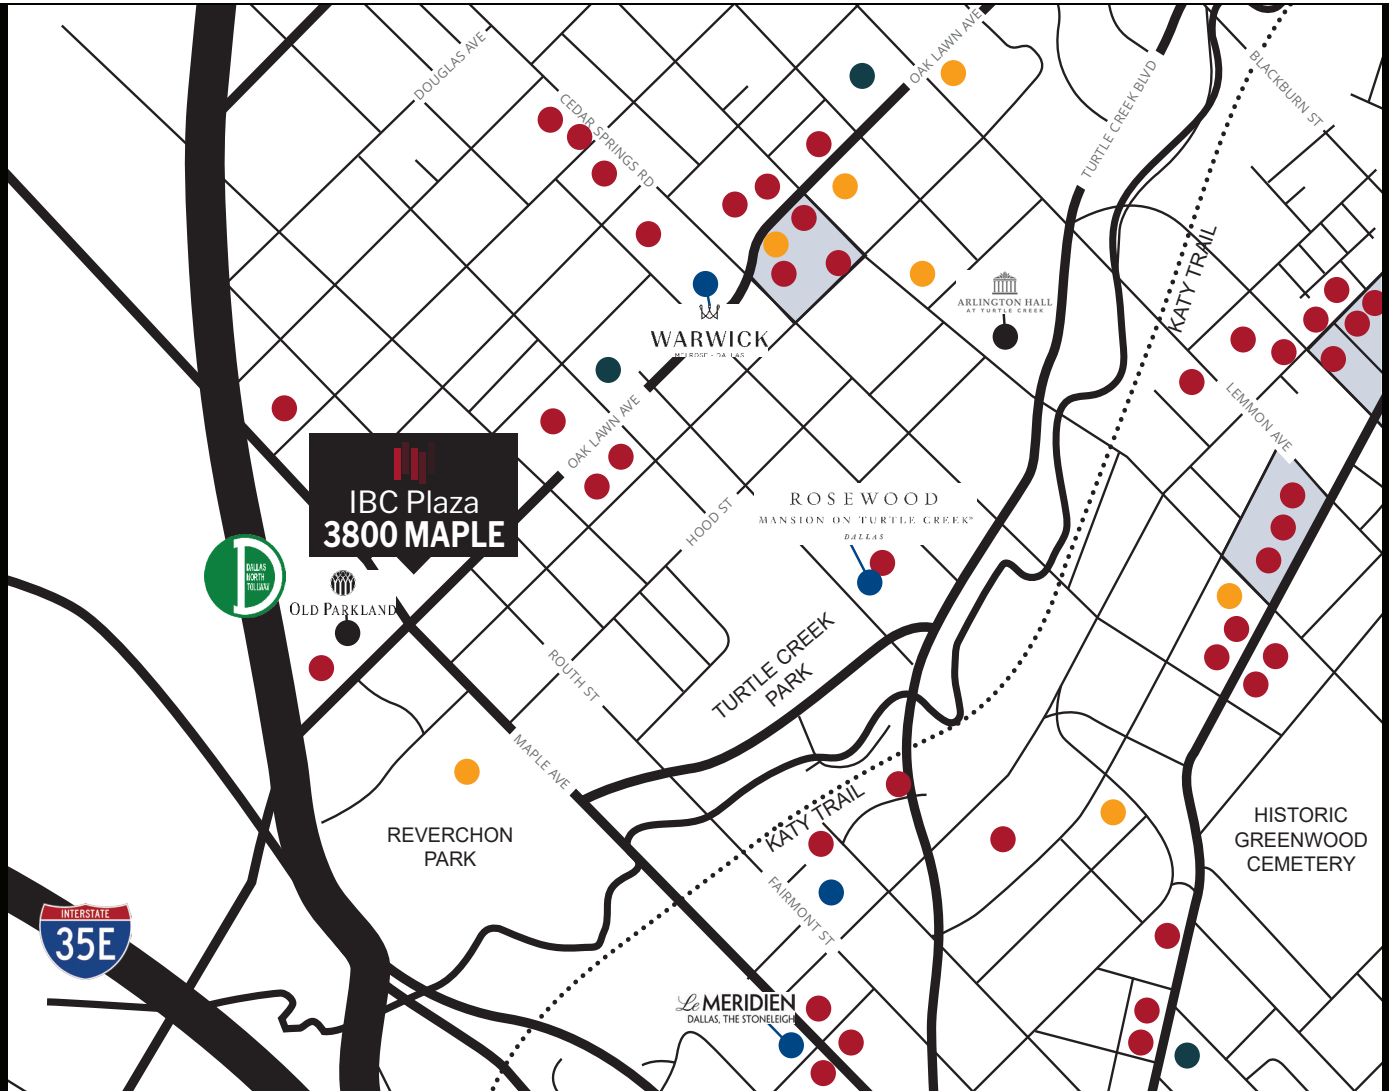 DOUGLAS AVE
OAK LAWN AVE
CEDAR SPRINGS RD
TURTLE CREEK BLVD
BLACKBURN ST
KATY TRAIL
ARLINGTON HALL
AT TURTLE CREEK
WARWICK
MELROSE - DALLAS
LEMMON AVE
OAK LAWN AVE
IBC Plaza
3800 MAPLE
HOOD ST
ROSEWOOD
MANSION ON TURTLE CREEK®
DALLAS
DALLAS
NORTH
TOLLWAY
OLD PARKLAND
ROUTH ST
TURTLE CREEK
PARK
MAPLE AVE
REVERCHON
PARK
KATY TRAIL
HISTORIC
GREENWOOD
CEMETERY
FAIRMONT ST
INTERSTATE
35E
Le MERIDIEN
DALLAS, THE STONELEIGH